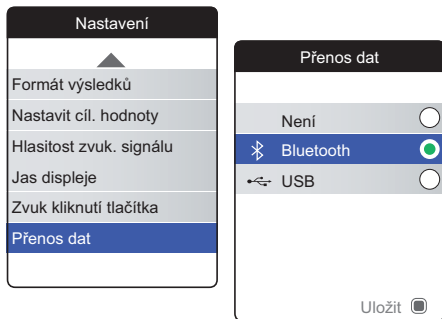 Nastavení
Formát výsledků
Nastavit cíl. hodnoty
Hlasitost zvuk. signálu
Jas displeje
Zvuk kliknutí tlačítka
Přenos dat
Přenos dat
Není
Bluetooth
USB
Uložit